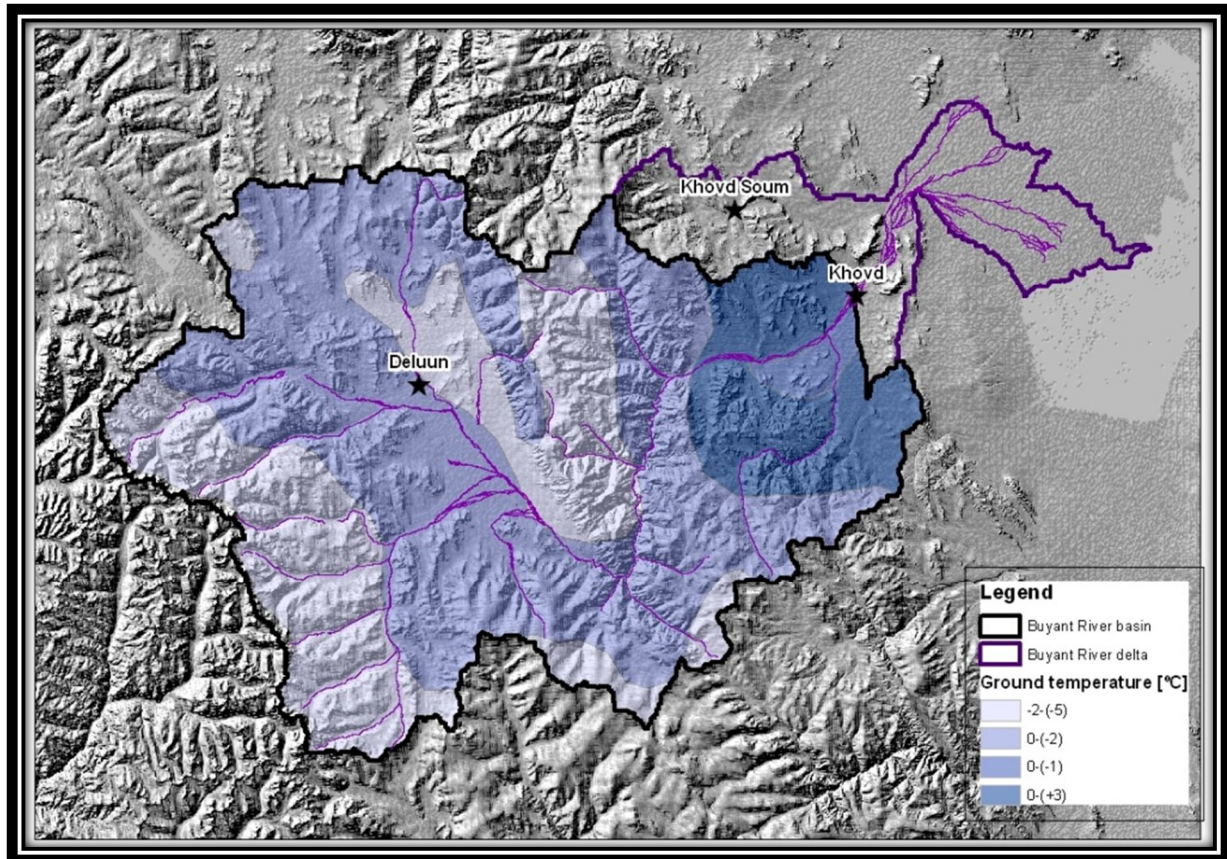 Khovd Soum
Khovd
Deluun
Legend
Buyant River basin
Buyant River delta
Ground temperature [°C]
-2-(-5)
0-(-2)
0-(-1)
0-(+3)